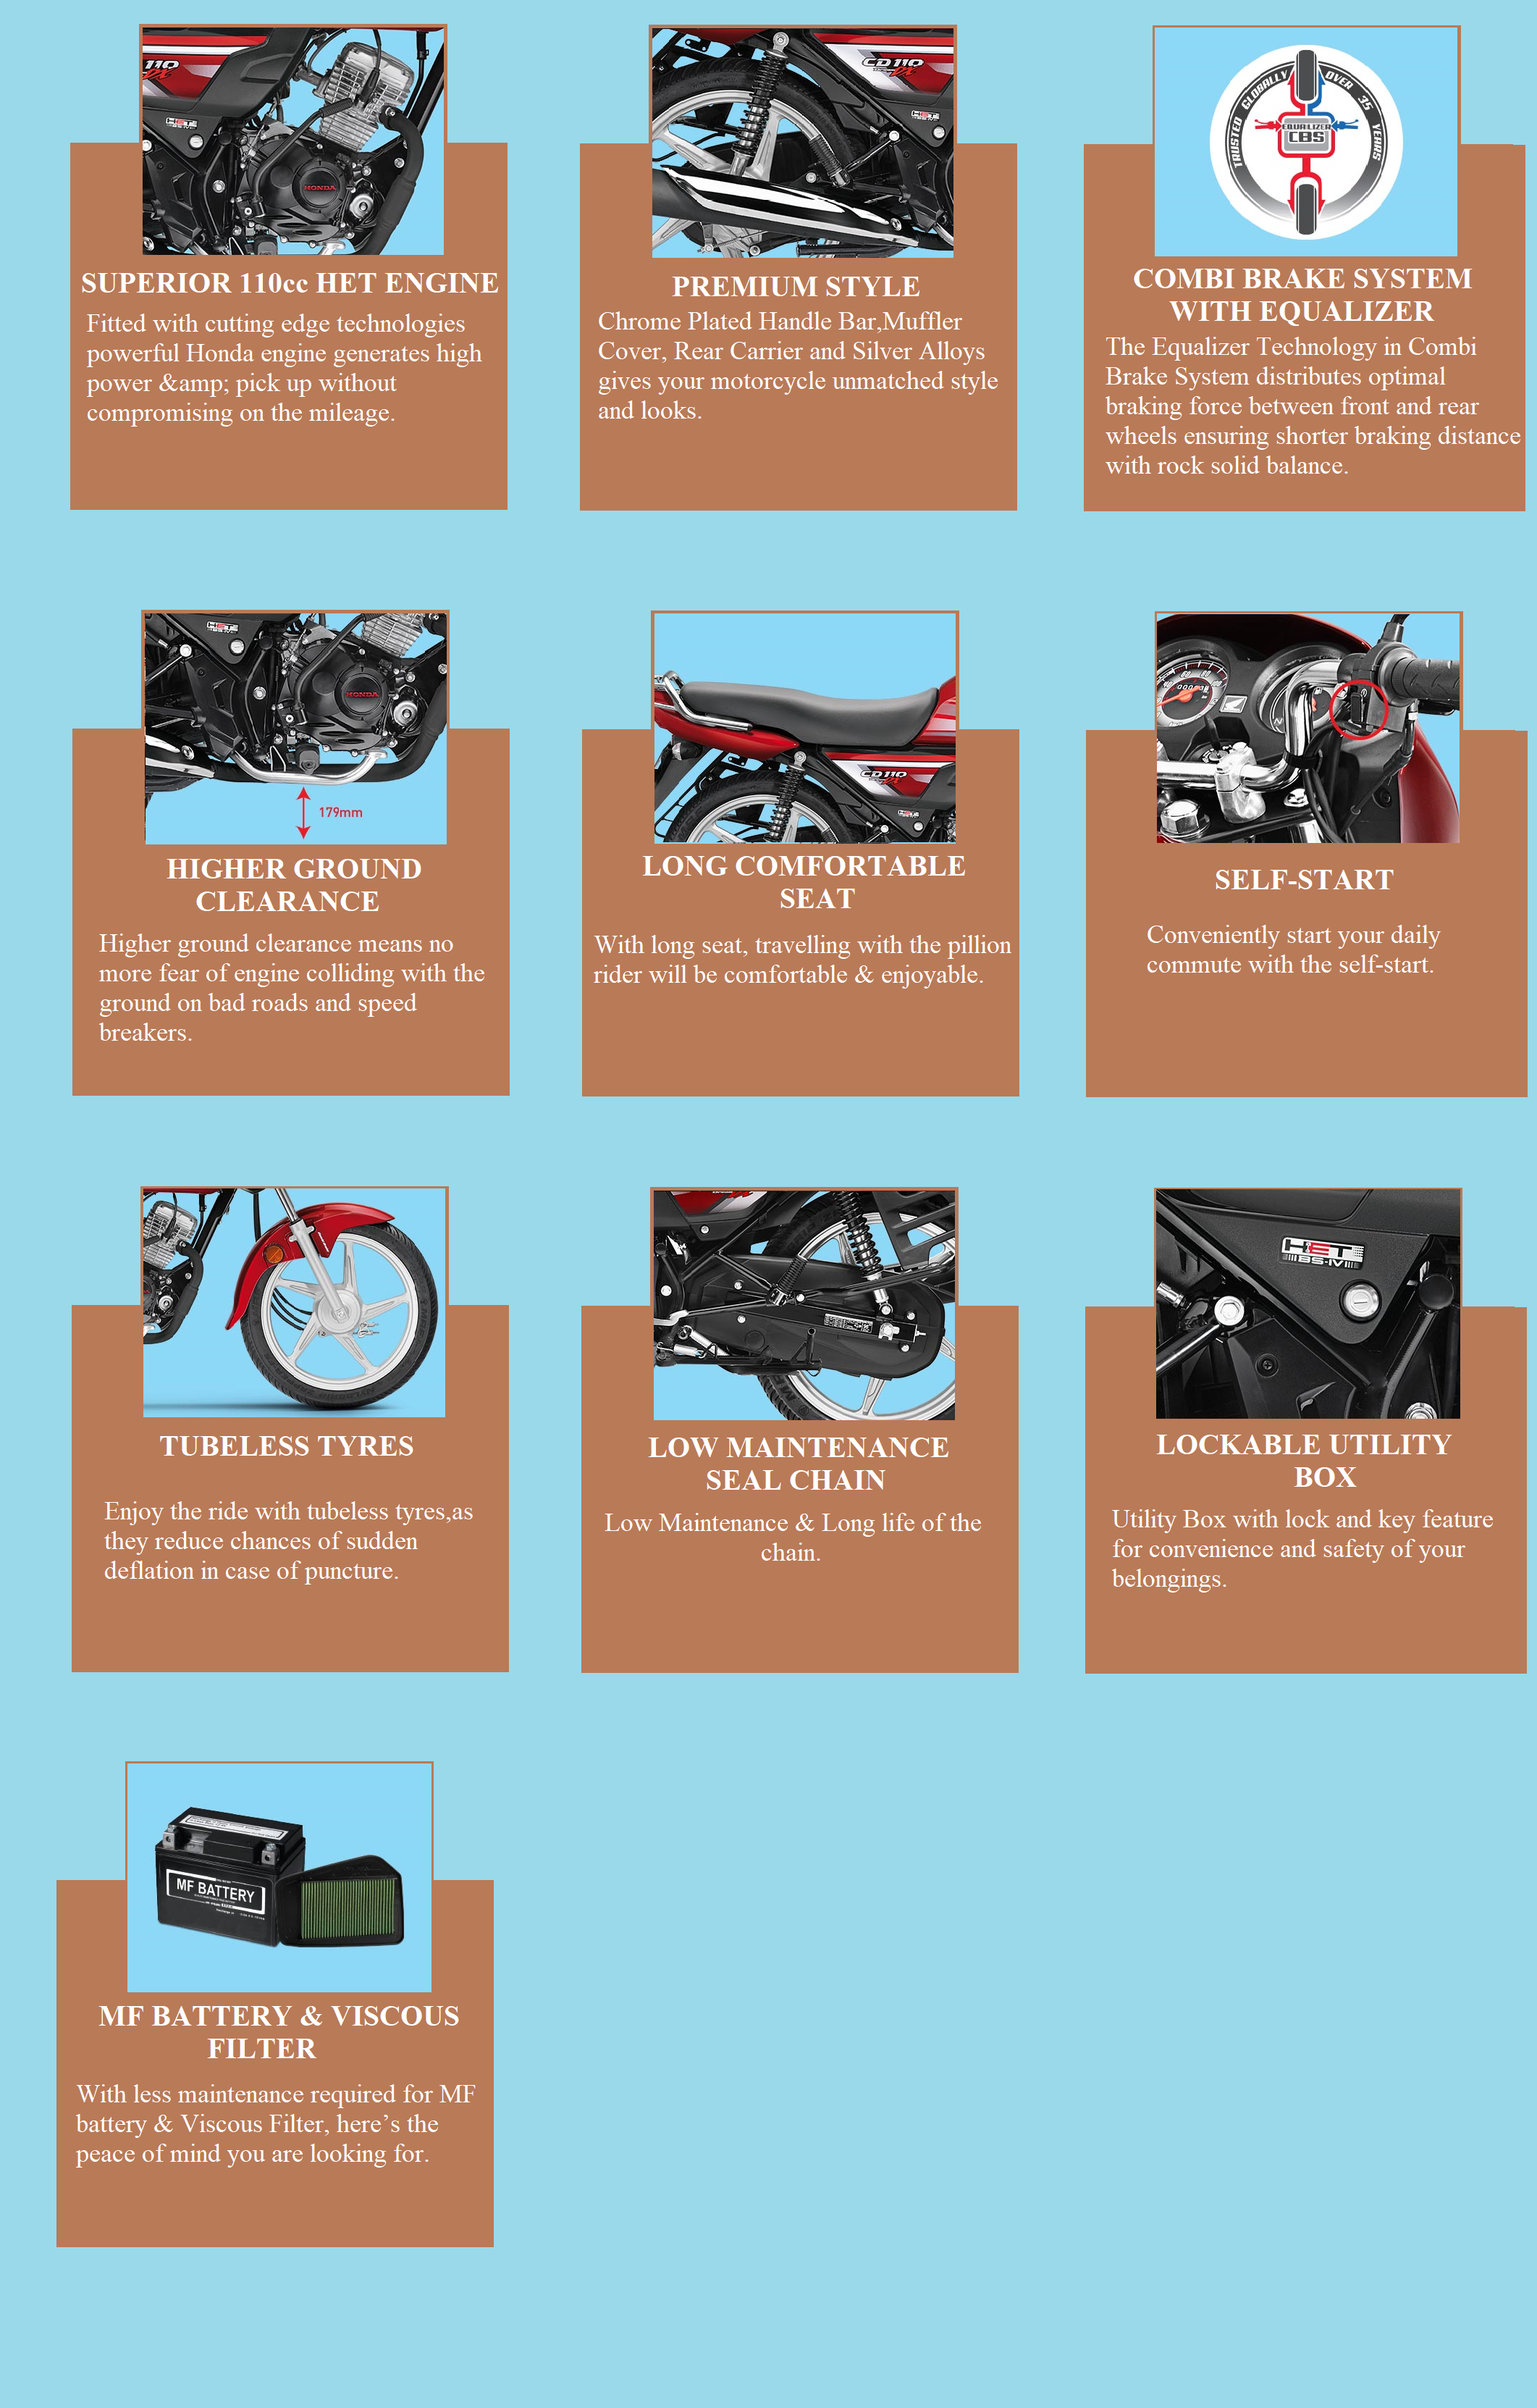 110
DX
HET
BS-IV
HONDA
SUPERIOR 110cc HET ENGINE
Fitted with cutting edge technologies
powerful Honda engine generates high
power &amp;amp; pick up without
compromising on the mileage.
CD 110
DX
HET
PREMIUM STYLE
Chrome Plated Handle Bar,Muffler
Cover, Rear Carrier and Silver Alloys
gives your motorcycle unmatched style
and looks.
TRUSTED GLOBALLY OVER 35 YEARS
EQUALIZER
CBS
COMBI BRAKE SYSTEM
WITH EQUALIZER
The Equalizer Technology in Combi
Brake System distributes optimal
braking force between front and rear
wheels ensuring shorter braking distance
with rock solid balance.
HET
HONDA
179mm
HIGHER GROUND
CLEARANCE
Higher ground clearance means no
more fear of engine colliding with the
ground on bad roads and speed
breakers.
CD 110
DX
LONG COMFORTABLE
SEAT
With long seat, travelling with the pillion
rider will be comfortable & enjoyable.
SELF-START
Conveniently start your daily
commute with the self-start.
TUBELESS TYRES
Enjoy the ride with tubeless tyres,as
they reduce chances of sudden
deflation in case of puncture.
LOW MAINTENANCE
SEAL CHAIN
Low Maintenance & Long life of the
chain.
HET
BS-IV
LOCKABLE UTILITY
BOX
Utility Box with lock and key feature
for convenience and safety of your
belongings.
MF BATTERY
MF BATTERY & VISCOUS
FILTER
With less maintenance required for MF
battery & Viscous Filter, here’s the
peace of mind you are looking for.